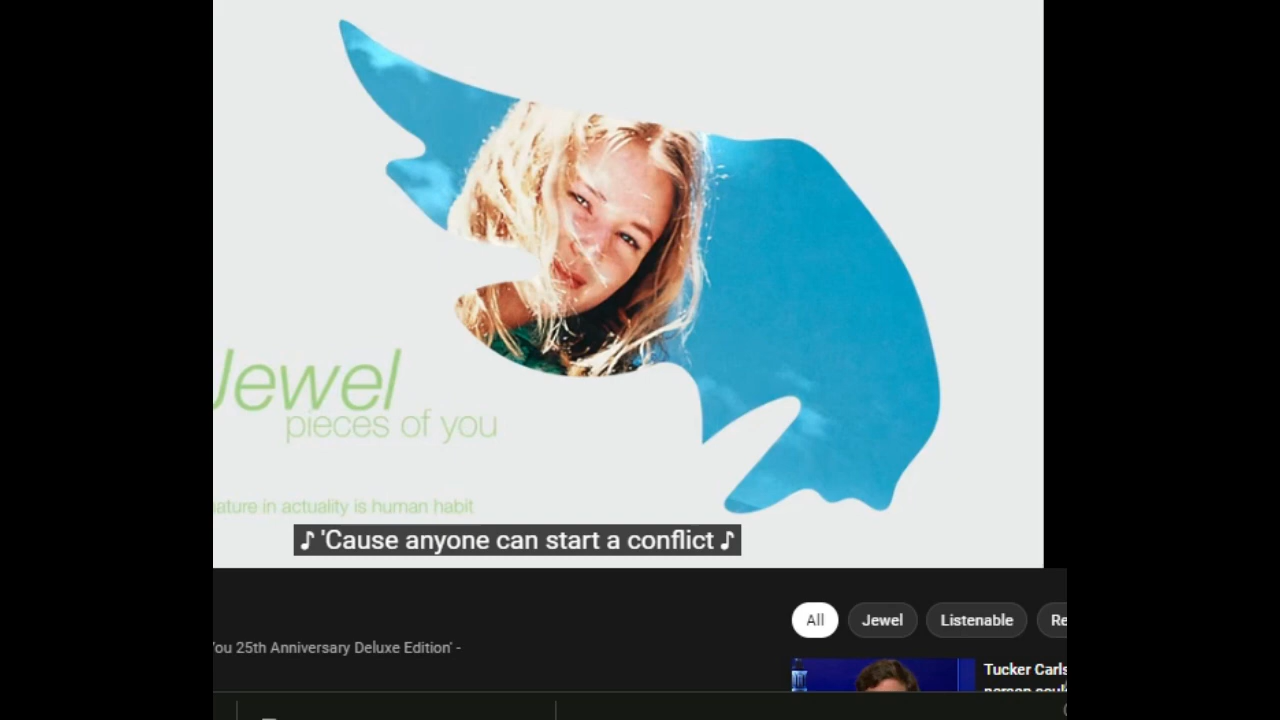 Jewel
pieces of you
nature in actuality is human habit
♪ 'Cause anyone can start a conflict ♪
All Jewel Listenable Re
'ou 25th Anniversary Deluxe Edition' -
Tucker Carls